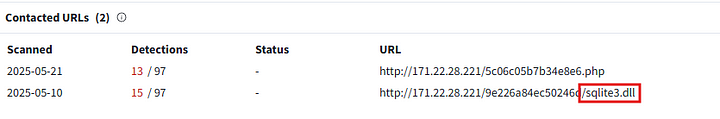 Contacted URLs (2)
Scanned Detections Status URL
2025-05-21 13 / 97 - http://171.22.28.221/5c06c05b7b34e8e6.php
2025-05-10 15 / 97 - http://171.22.28.221/9e226a84ec50246d/sqlite3.dll